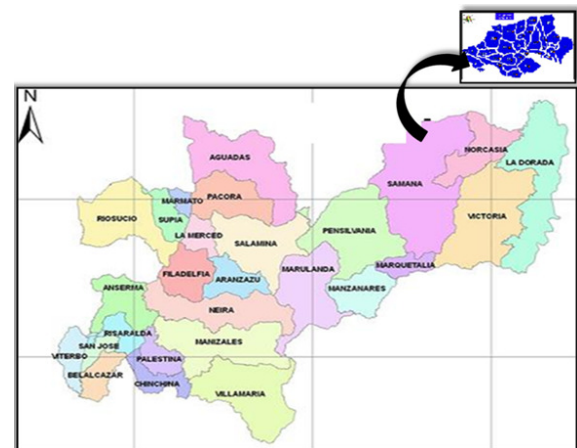 N
AGUADAS
NORCASIA
LA DORADA
SAMANA
MARMATO
PACORA
RIOSUCIO
SUPIA
VICTORIA
LA MERCED
SALAMINA
PENSILVANIA
FILADELFIA
ARANZAZU
MARULANDA
MARQUETALIA
MANZANARES
ANSERMA
NEIRA
RISARALDA
SAN JOSE
MANIZALES
VITERBO
PALESTINA
BELALCAZAR
CHINCHINA
VILLAMARIA